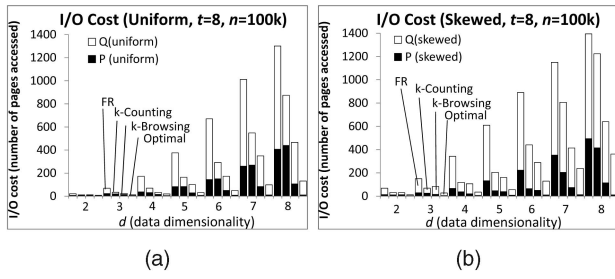 I/O Cost (Uniform, t=8, n=100k)
I/O cost (number of pages accessed)
1400
1200
1000
800
600
400
200
0
Q(uniform)
P (uniform)
FR
k-Counting
k-Browsing
Optimal
2 3 4 5 6 7 8
d (data dimensionality)
(a)
I/O Cost (Skewed, t=8, n=100k)
I/O cost (number of pages accessed)
1400
1200
1000
800
600
400
200
0
Q(skewed)
P (skewed)
FR
k-Counting
k-Browsing
Optimal
2 3 4 5 6 7 8
d (data dimensionality)
(b)